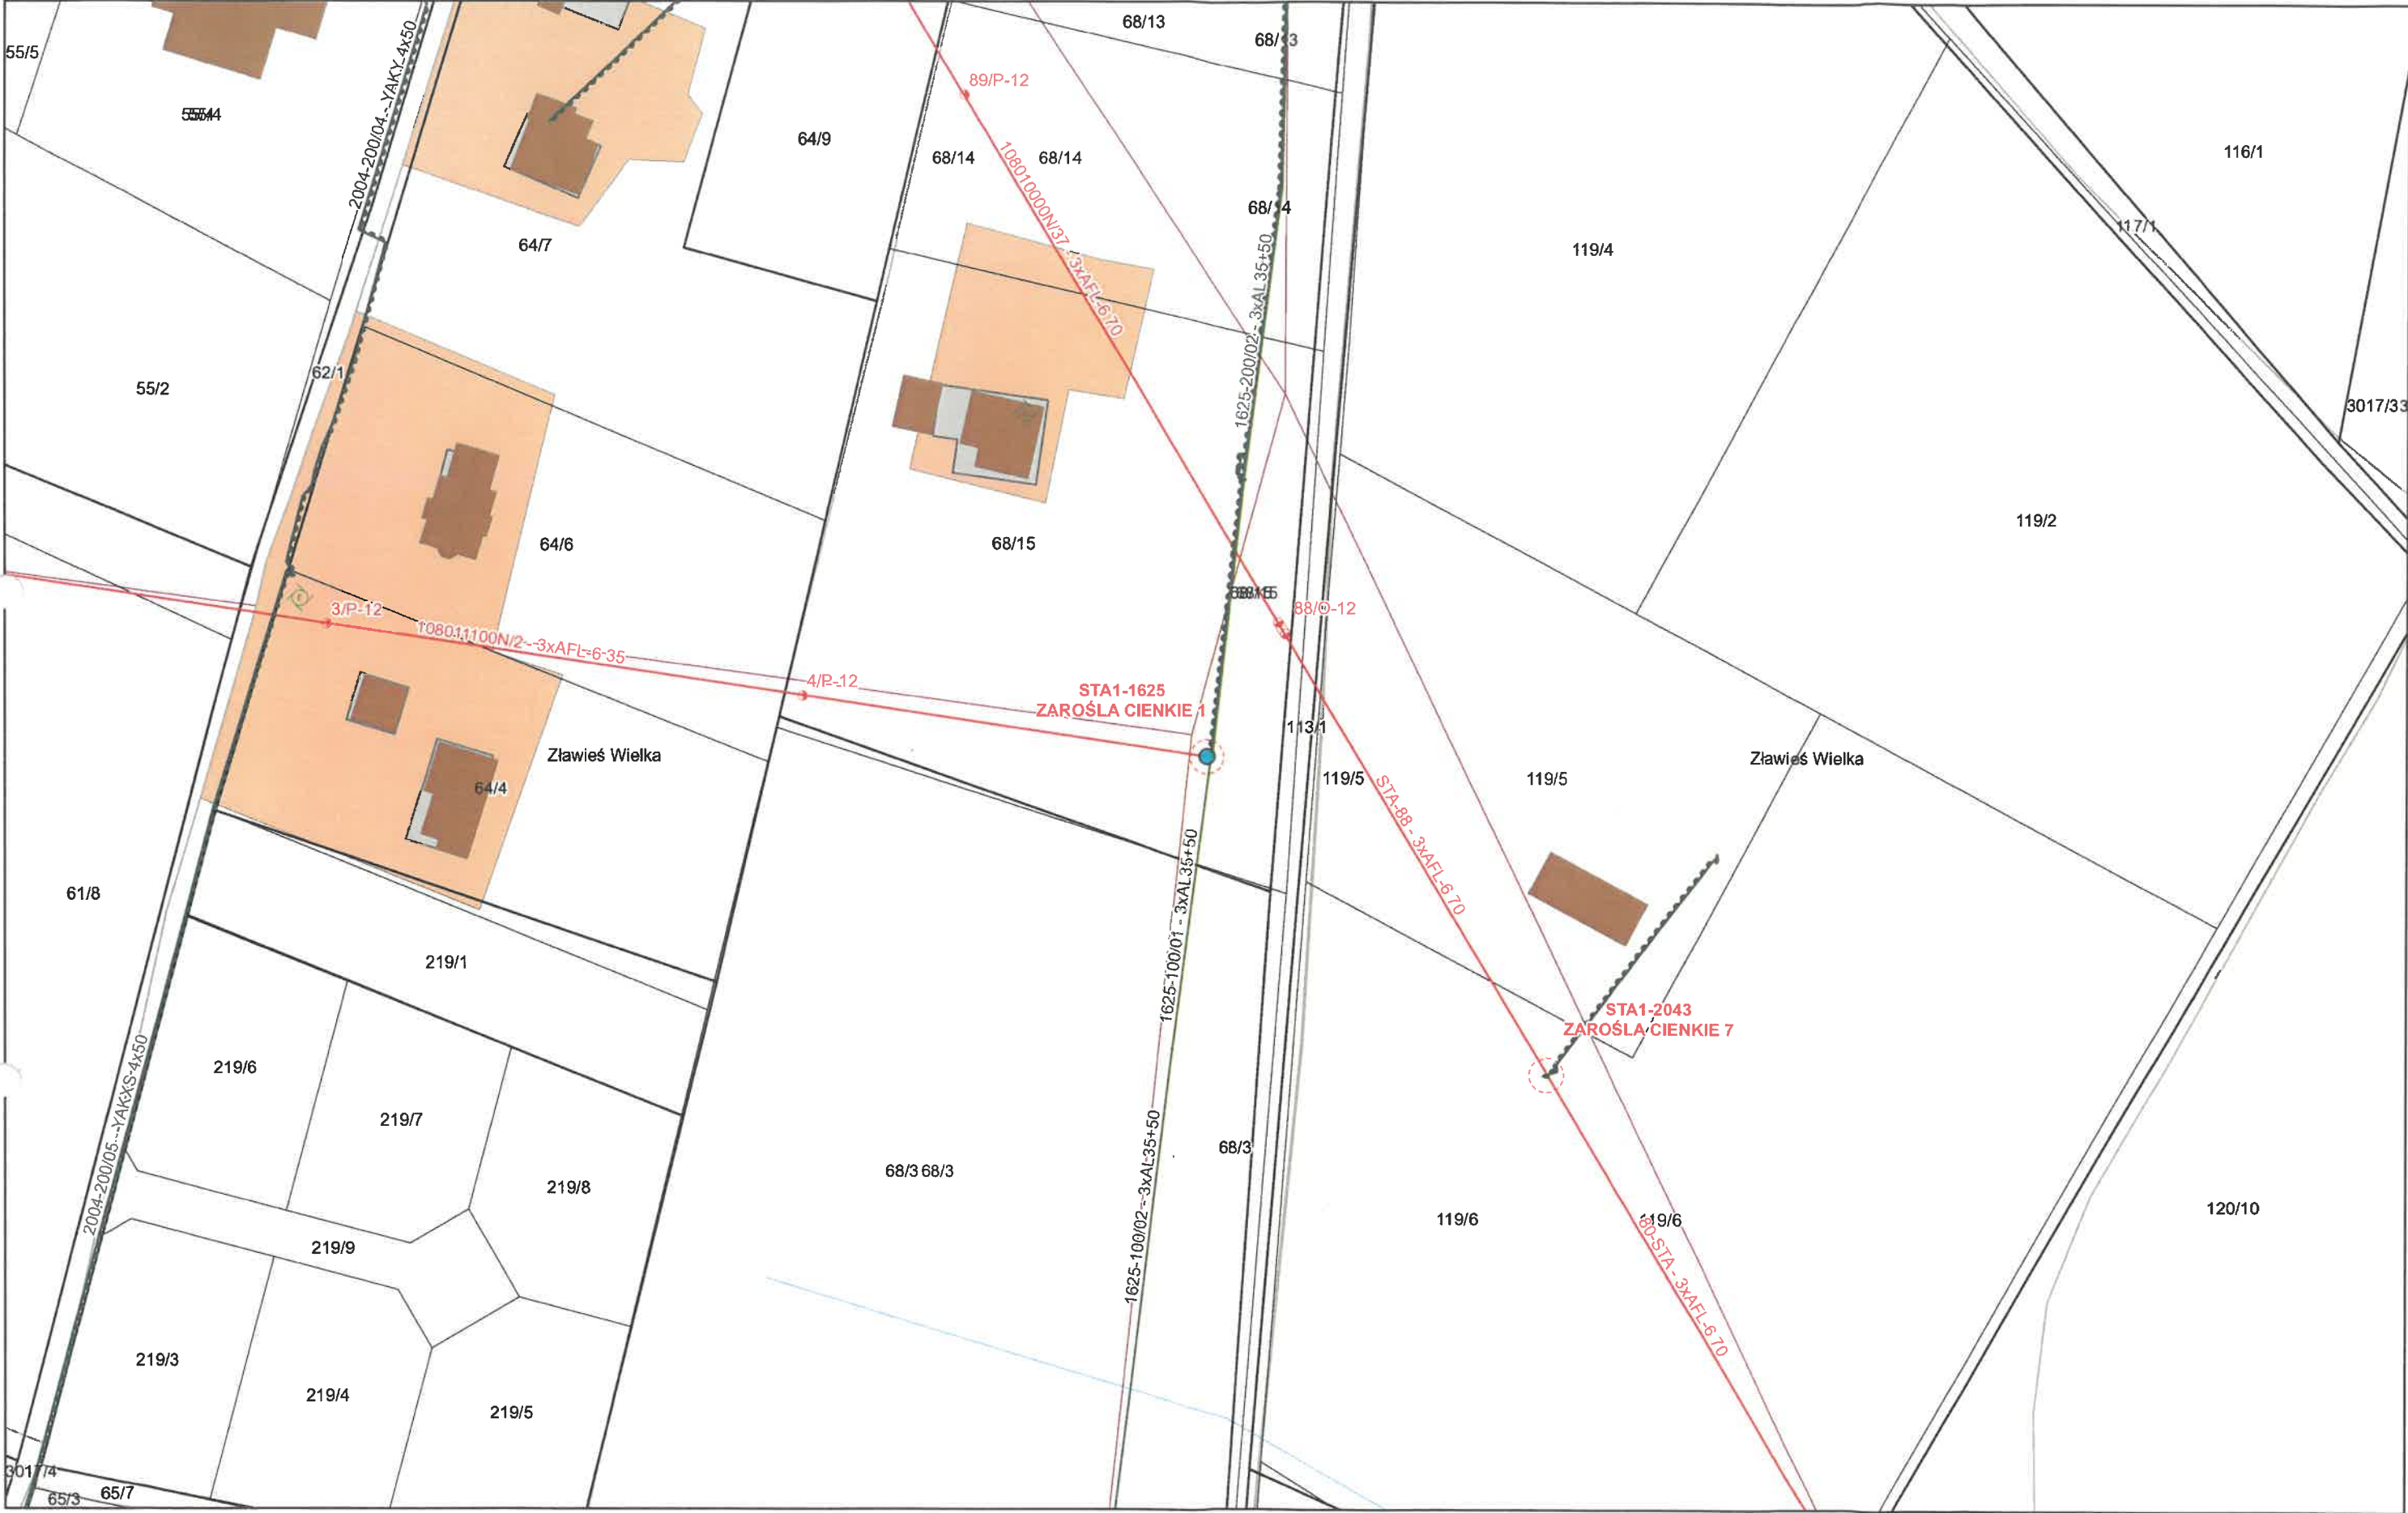 68/13
68/ 3
55/5
89/P-12
2004-200/04---YAKY-4x50
64/9
68/14
68/14
108010000N/37 - 3xAFL-6 70
116/1
68/ 4
117/1
64/7
119/4
1625-200/02 - 3xAL35+50
62/1
55/2
3017/33
119/2
64/6
68/15
3/P-12
88/O-12
108011100N/2---3xAFL-6-35
4/P-12
STA1-1625
ZAROŚLA CIENKIE 1
113/1
Zławieś Wielka
Zławieś Wielka
119/5
119/5
64/4
STA-88 - 3xAFL-6 70
61/8
1625-100/01 - 3xAL35+50
219/1
STA1-2043
ZAROŚLA CIENKIE 7
219/6
200.4-200/05---YAKXS-4x50
219/7
68/3
68/3 68/3
219/8
1625-100/02---3xAL35+50
119/6
119/6
120/10
219/9
80-STA - 3xAFL-6 70
219/3
219/4
219/5
3017/4
65/3
65/7